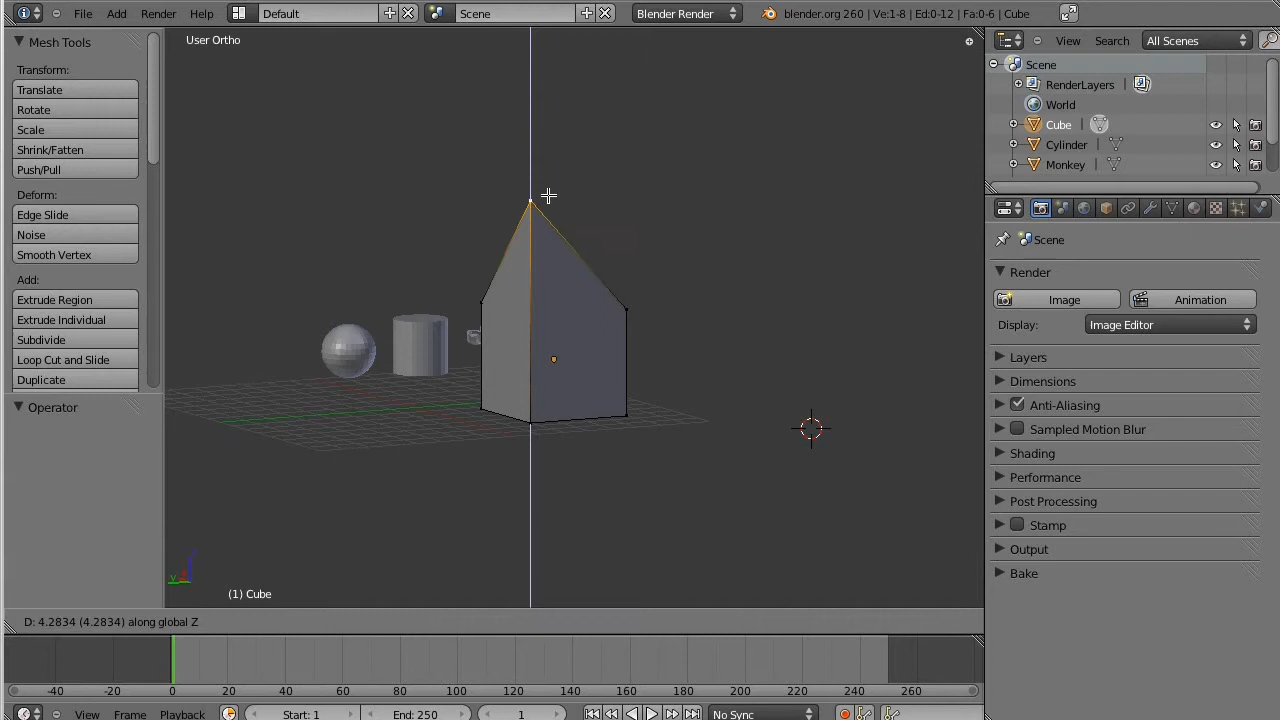 File Add Render Help Default Scene Blender Render blender.org 260 | Ve:1-8 | Ed:0-12 | Fa:0-6 | Cube
Mesh Tools
Transform:
Translate
Rotate
Scale
Shrink/Fatten
Push/Pull
Deform:
Edge Slide
Noise
Smooth Vertex
Add:
Extrude Region
Extrude Individual
Subdivide
Loop Cut and Slide
Duplicate
Operator
User Ortho
(1) Cube
D: 4.2834 (4.2834) along global Z
View Search All Scenes
Scene
RenderLayers
World
Cube
Cylinder
Monkey
Scene
Render
Image Animation
Display: Image Editor
Layers
Dimensions
Anti-Aliasing
Sampled Motion Blur
Shading
Performance
Post Processing
Stamp
Output
Bake
-40 -20 0 20 40 60 80 100 120 140 160 180 200 220 240 260
View Frame Playback Start: 1 End: 250 1 No Sync